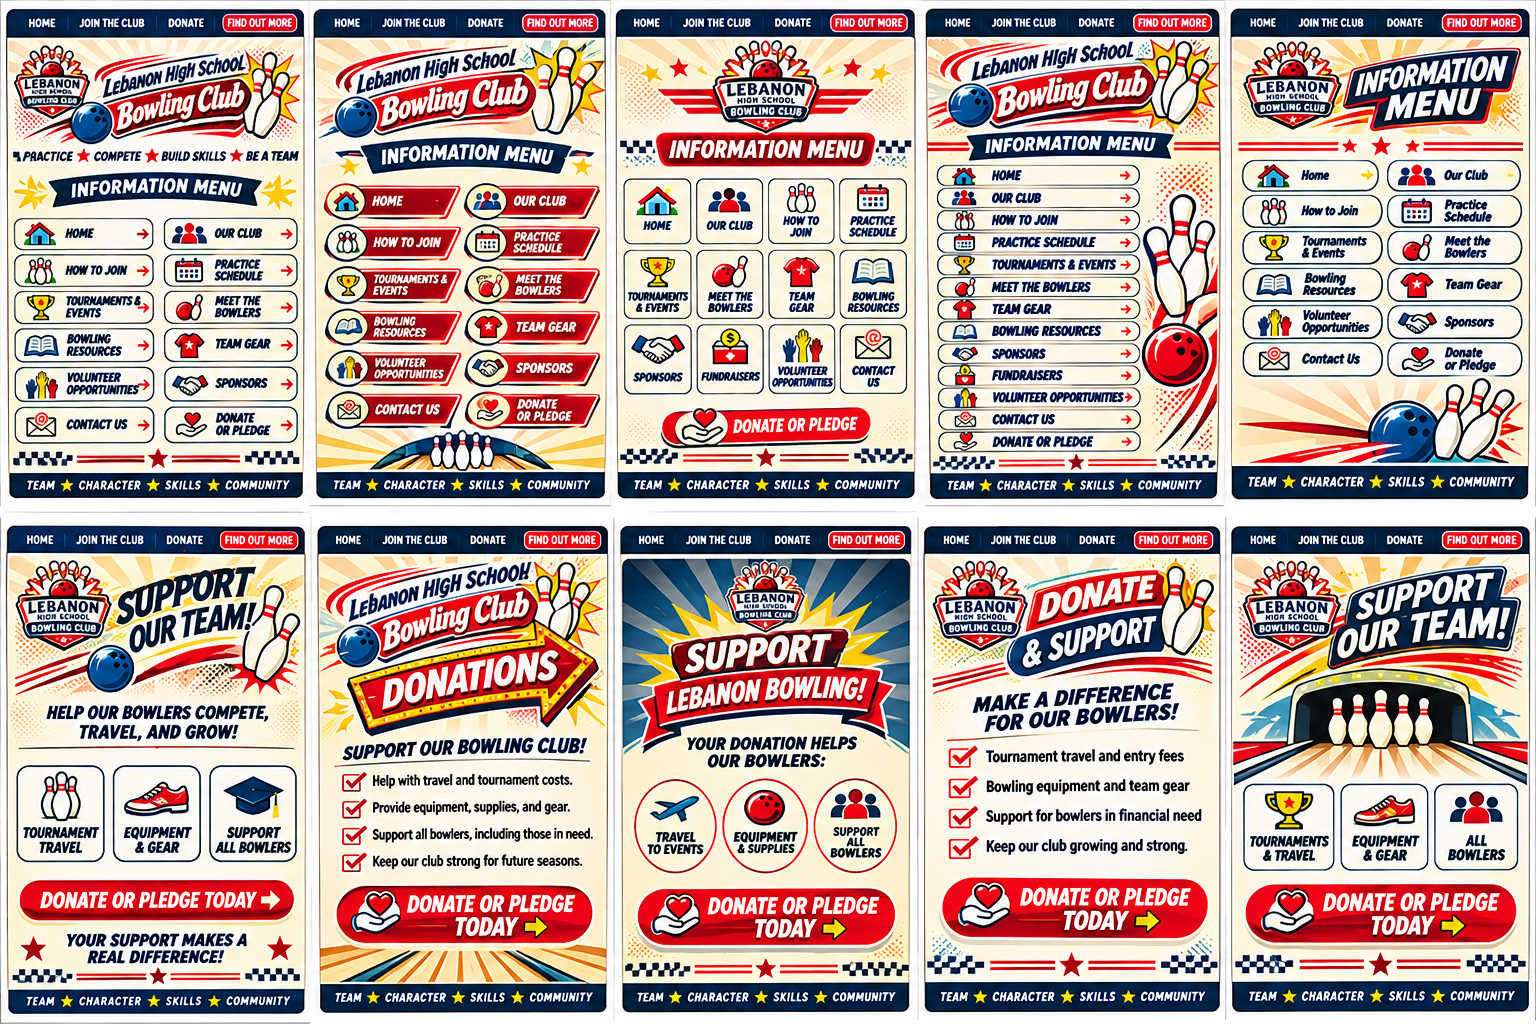 HOME JOIN THE CLUB DONATE FIND OUT MORE
LEBANON
HIGH SCHOOL
BOWLING CLUB
Lebanon High School
Bowling Club
PRACTICE ★ COMPETE ★ BUILD SKILLS ★ BE A TEAM
INFORMATION MENU
HOME
OUR CLUB
HOW TO JOIN
PRACTICE
SCHEDULE
TOURNAMENTS &
EVENTS
MEET THE
BOWLERS
BOWLING
RESOURCES
TEAM GEAR
VOLUNTEER
OPPORTUNITIES
SPONSORS
CONTACT US
DONATE
OR PLEDGE
TEAM ★ CHARACTER ★ SKILLS ★ COMMUNITY
HOME JOIN THE CLUB DONATE FIND OUT MORE
Lebanon High School
Bowling Club
INFORMATION MENU
HOME
OUR CLUB
HOW TO JOIN
PRACTICE
SCHEDULE
TOURNAMENTS &
EVENTS
MEET THE
BOWLERS
BOWLING
RESOURCES
TEAM GEAR
VOLUNTEER
OPPORTUNITIES
SPONSORS
CONTACT US
DONATE
OR PLEDGE
TEAM ★ CHARACTER ★ SKILLS ★ COMMUNITY
HOME JOIN THE CLUB DONATE FIND OUT MORE
LEBANON
HIGH SCHOOL
BOWLING CLUB
INFORMATION MENU
HOME
OUR CLUB
HOW TO
JOIN
PRACTICE
SCHEDULE
TOURNAMENTS
& EVENTS
MEET THE
BOWLERS
TEAM
GEAR
BOWLING
RESOURCES
SPONSORS
FUNDRAISERS
VOLUNTEER
OPPORTUNITIES
CONTACT
US
DONATE OR PLEDGE
TEAM ★ CHARACTER ★ SKILLS ★ COMMUNITY
HOME JOIN THE CLUB DONATE FIND OUT MORE
Lebanon High School
Bowling Club
INFORMATION MENU
HOME
OUR CLUB
HOW TO JOIN
PRACTICE SCHEDULE
TOURNAMENTS & EVENTS
MEET THE BOWLERS
TEAM GEAR
BOWLING RESOURCES
SPONSORS
FUNDRAISERS
VOLUNTEER OPPORTUNITIES
CONTACT US
DONATE OR PLEDGE
TEAM ★ CHARACTER ★ SKILLS ★ COMMUNITY
HOME JOIN THE CLUB DONATE FIND OUT MORE
LEBANON
HIGH SCHOOL
BOWLING CLUB
INFORMATION
MENU
Home
Our Club
How to Join
Practice
Schedule
Tournaments
& Events
Meet the
Bowlers
Bowling
Resources
Team Gear
Volunteer
Opportunities
Sponsors
Contact Us
Donate
or Pledge
TEAM ★ CHARACTER ★ SKILLS ★ COMMUNITY
HOME JOIN THE CLUB DONATE FIND OUT MORE
LEBANON
HIGH SCHOOL
BOWLING CLUB
SUPPORT
OUR TEAM!
HELP OUR BOWLERS COMPETE,
TRAVEL, AND GROW!
TOURNAMENT
TRAVEL
EQUIPMENT
& GEAR
SUPPORT
ALL BOWLERS
DONATE OR PLEDGE TODAY
YOUR SUPPORT MAKES A
REAL DIFFERENCE!
TEAM ★ CHARACTER ★ SKILLS ★ COMMUNITY
HOME JOIN THE CLUB DONATE FIND OUT MORE
Lebanon High School!
Bowling Club
DONATIONS
SUPPORT OUR BOWLING CLUB!
Help with travel and tournament costs.
Provide equipment, supplies, and gear.
Support all bowlers, including those in need.
Keep our club strong for future seasons.
DONATE OR PLEDGE
TODAY
TEAM ★ CHARACTER ★ SKILLS ★ COMMUNITY
HOME JOIN THE CLUB DONATE FIND OUT MORE
LEBANON
HIGH SCHOOL
BOWLING CLUB
SUPPORT
LEBANON BOWLING!
YOUR DONATION HELPS
OUR BOWLERS:
TRAVEL
TO EVENTS
EQUIPMENT
& SUPPLIES
SUPPORT
ALL
BOWLERS
DONATE OR PLEDGE
TODAY
TEAM ★ CHARACTER ★ SKILLS ★ COMMUNITY
HOME JOIN THE CLUB DONATE FIND OUT MORE
LEBANON
HIGH SCHOOL
BOWLING CLUB
DONATE
& SUPPORT
MAKE A DIFFERENCE
FOR OUR BOWLERS!
Tournament travel and entry fees
Bowling equipment and team gear
Support for bowlers in financial need
Keep our club growing and strong.
DONATE OR PLEDGE
TODAY
TEAM ★ CHARACTER ★ SKILLS ★ COMMUNITY
HOME JOIN THE CLUB DONATE FIND OUT MORE
LEBANON
HIGH SCHOOL
BOWLING CLUB
SUPPORT
OUR TEAM!
TOURNAMENTS
& TRAVEL
EQUIPMENT
& GEAR
ALL
BOWLERS
DONATE OR PLEDGE
TODAY
TEAM ★ CHARACTER ★ SKILLS ★ COMMUNITY